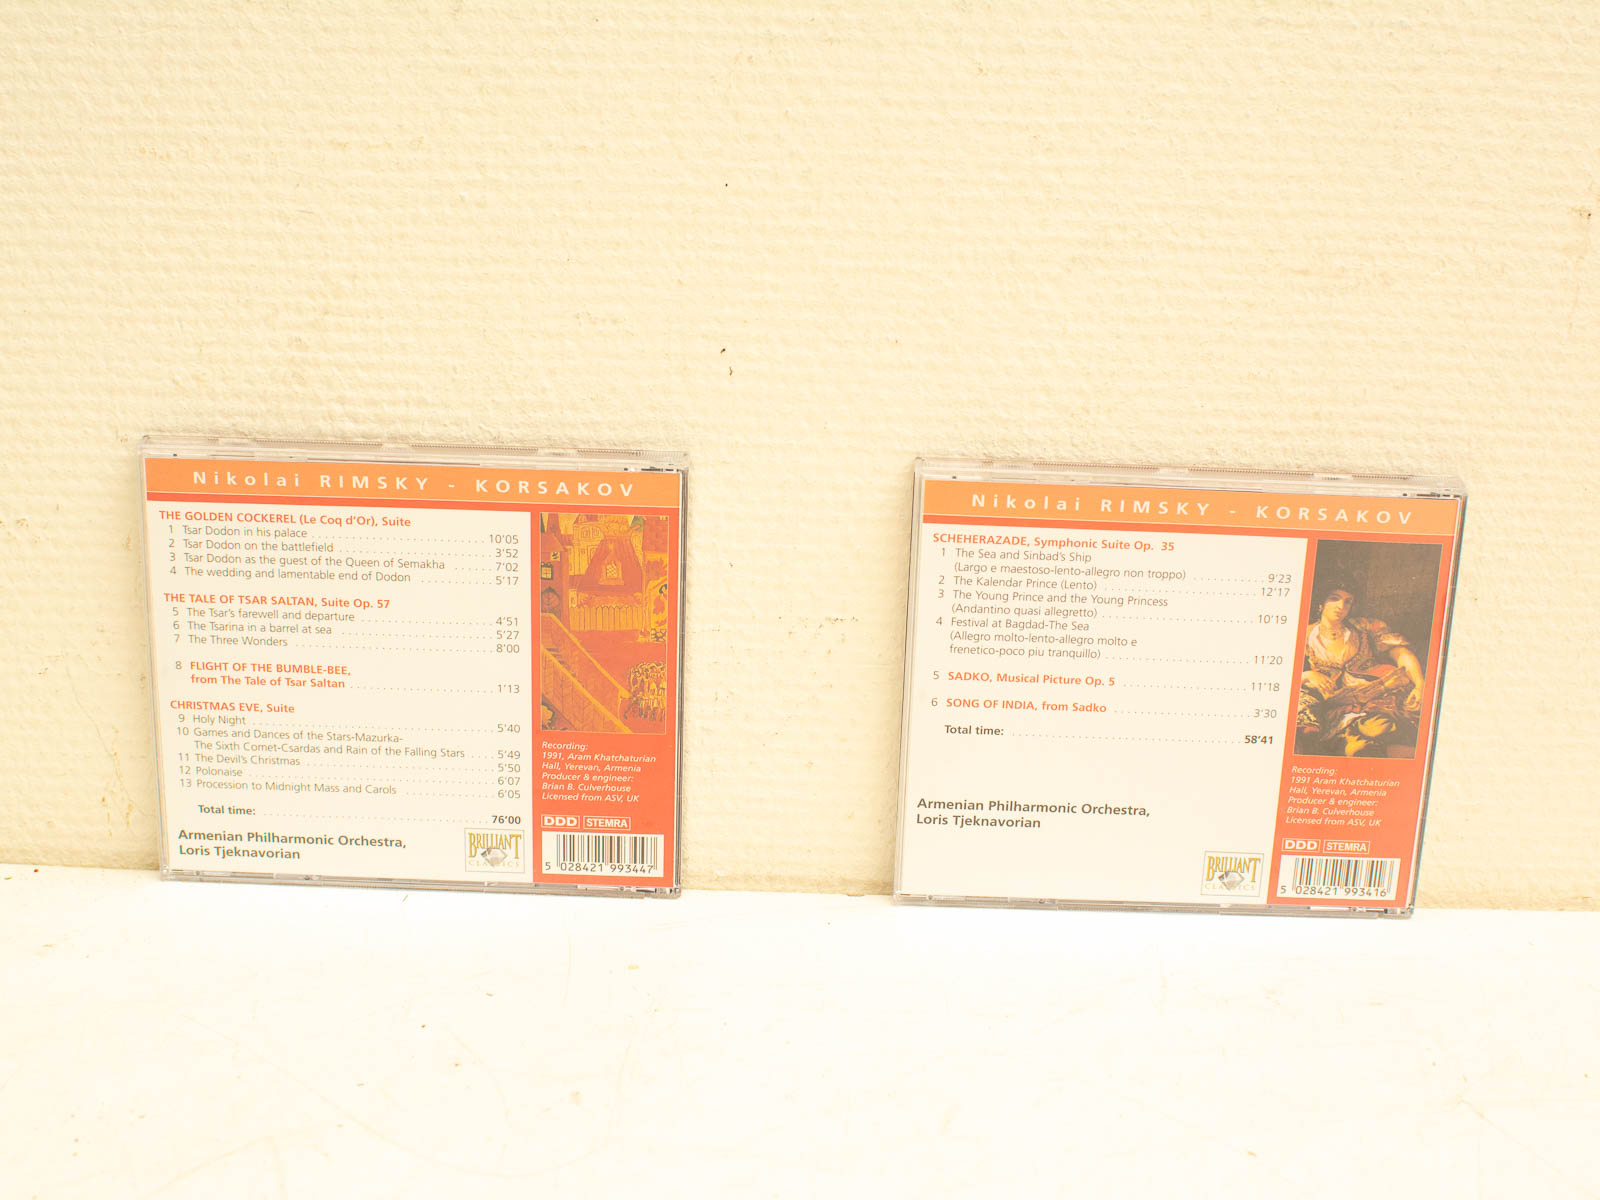 Nikolai RIMSKY - KORSAKOV
THE GOLDEN COCKEREL (Le Coq d'Or), Suite
1 Tsar Dodon in his palace 10'05
2 Tsar Dodon on the battlefield 3'52
3 Tsar Dodon as the guest of the Queen of Semakha 7'02
4 The wedding and lamentable end of Dodon 5'17
THE TALE OF TSAR SALTAN, Suite Op. 57
5 The Tsar's farewell and departure 4'51
6 The Tsarina in a barrel at sea 5'27
7 The Three Wonders 8'00
8 FLIGHT OF THE BUMBLE-BEE,
from The Tale of Tsar Saltan 1'13
CHRISTMAS EVE, Suite
9 Holy Night 5'40
10 Games and Dances of the Stars-Mazurka-
The Sixth Comet-Csardas and Rain of the Falling Stars 5'49
11 The Devil's Christmas 5'50
12 Polonaise 6'07
13 Procession to Midnight Mass and Carols 6'05
Total time: 76'00
Armenian Philharmonic Orchestra,
Loris Tjeknavorian
BRILLIANT
CLASSICS
Recording:
1991, Aram Khatchaturian
Hall, Yerevan, Armenia
Producer & engineer:
Brian B. Culverhouse
Licensed from ASV, UK
DDD STEMRA
5 028421 993447
Nikolai RIMSKY - KORSAKOV
SCHEHERAZADE, Symphonic Suite Op. 35
1 The Sea and Sinbad's Ship
(Largo e maestoso-lento-allegro non troppo) 9'23
2 The Kalendar Prince (Lento) 12'17
3 The Young Prince and the Young Princess
(Andantino quasi allegretto) 10'19
4 Festival at Bagdad-The Sea
(Allegro molto-lento-allegro molto e
frenetico-poco piu tranquillo) 11'20
5 SADKO, Musical Picture Op. 5 11'18
6 SONG OF INDIA, from Sadko 3'30
Total time: 58'41
Armenian Philharmonic Orchestra,
Loris Tjeknavorian
BRILLIANT
CLASSICS
Recording:
1991 Aram Khatchaturian
Hall, Yerevan, Armenia
Producer & engineer:
Brian B. Culverhouse
Licensed from ASV, UK
DDD STEMRA
5 028421 993416